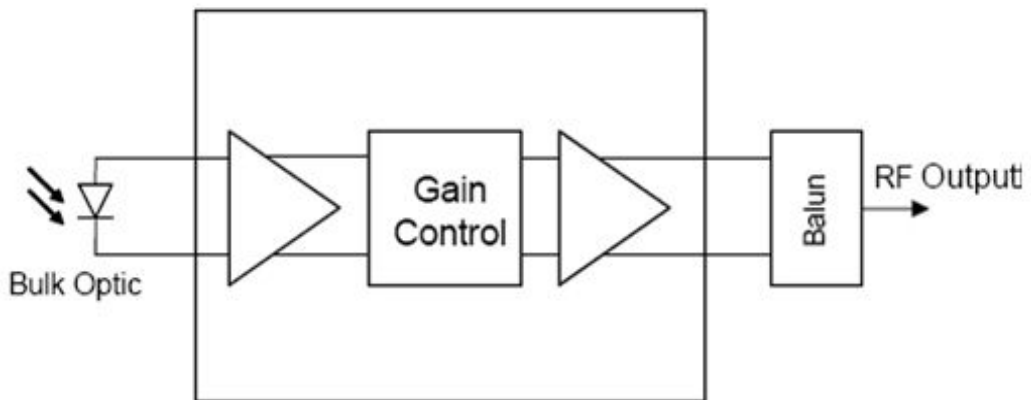 Bulk Optic
Gain
Control
Balun
RF Output